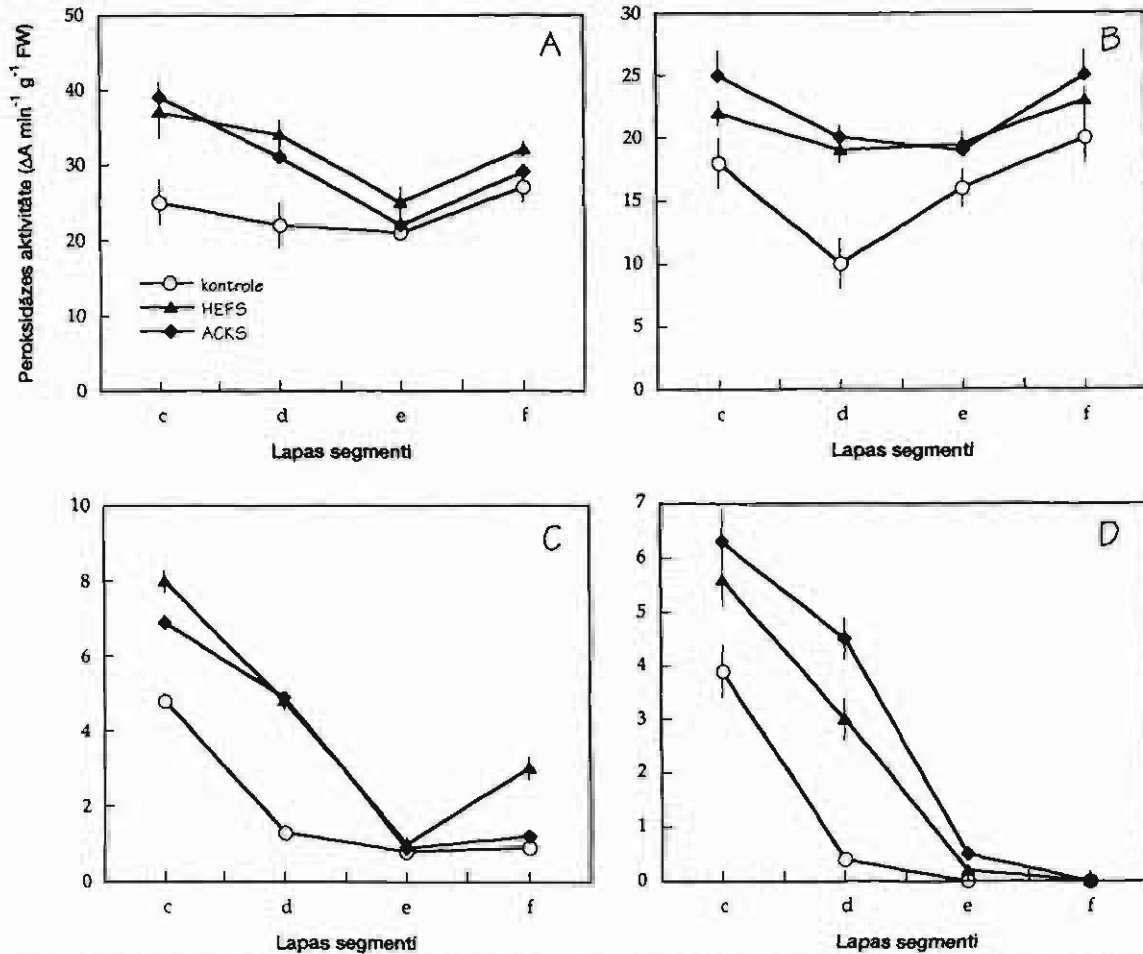 Peroksidāzes aktivitāte (ΔA min⁻¹ g⁻¹ FW)
50
40
30
20
10
0
A
kontrole
HEFS
ACKS
c d e f
Lapas segmenti
30
25
20
15
10
5
0
B
c d e f
Lapas segmenti
10
8
6
4
2
0
C
c d e f
Lapas segmenti
7
6
5
4
3
2
1
0
D
c d e f
Lapas segmenti